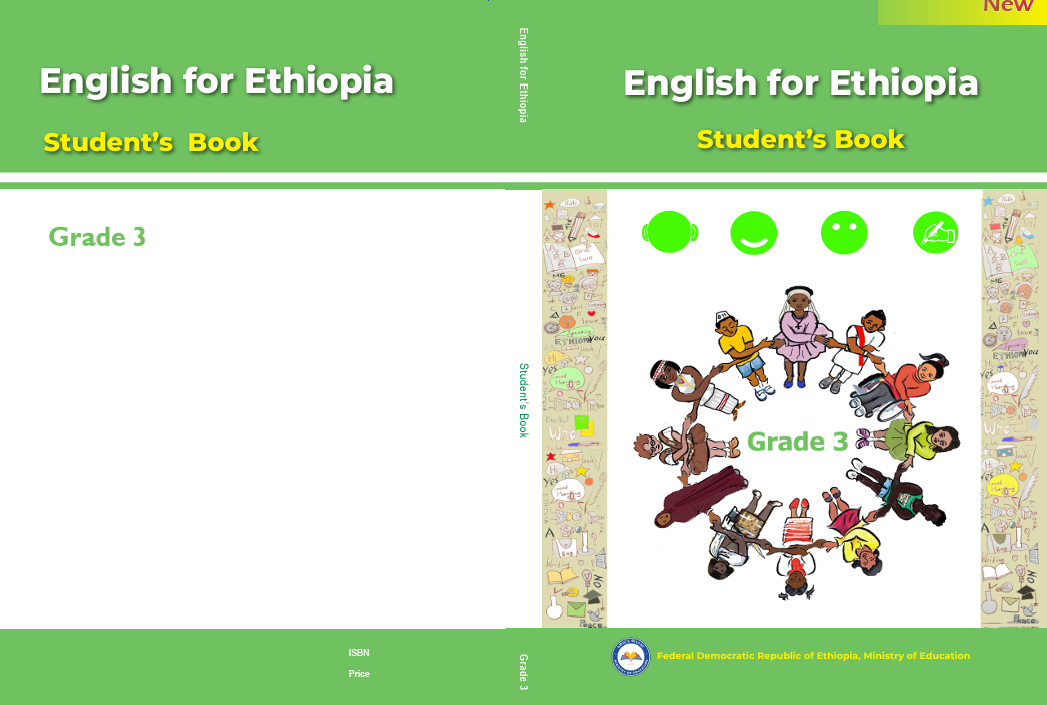 English for Ethiopia
Student's  Book
Grade 3
ISBN
Price
English for Ethiopia
Student's Book
Grade 3
New
English for Ethiopia
Student's Book
Grade 3
Federal Democratic Republic of Ethiopia, Ministry of Education